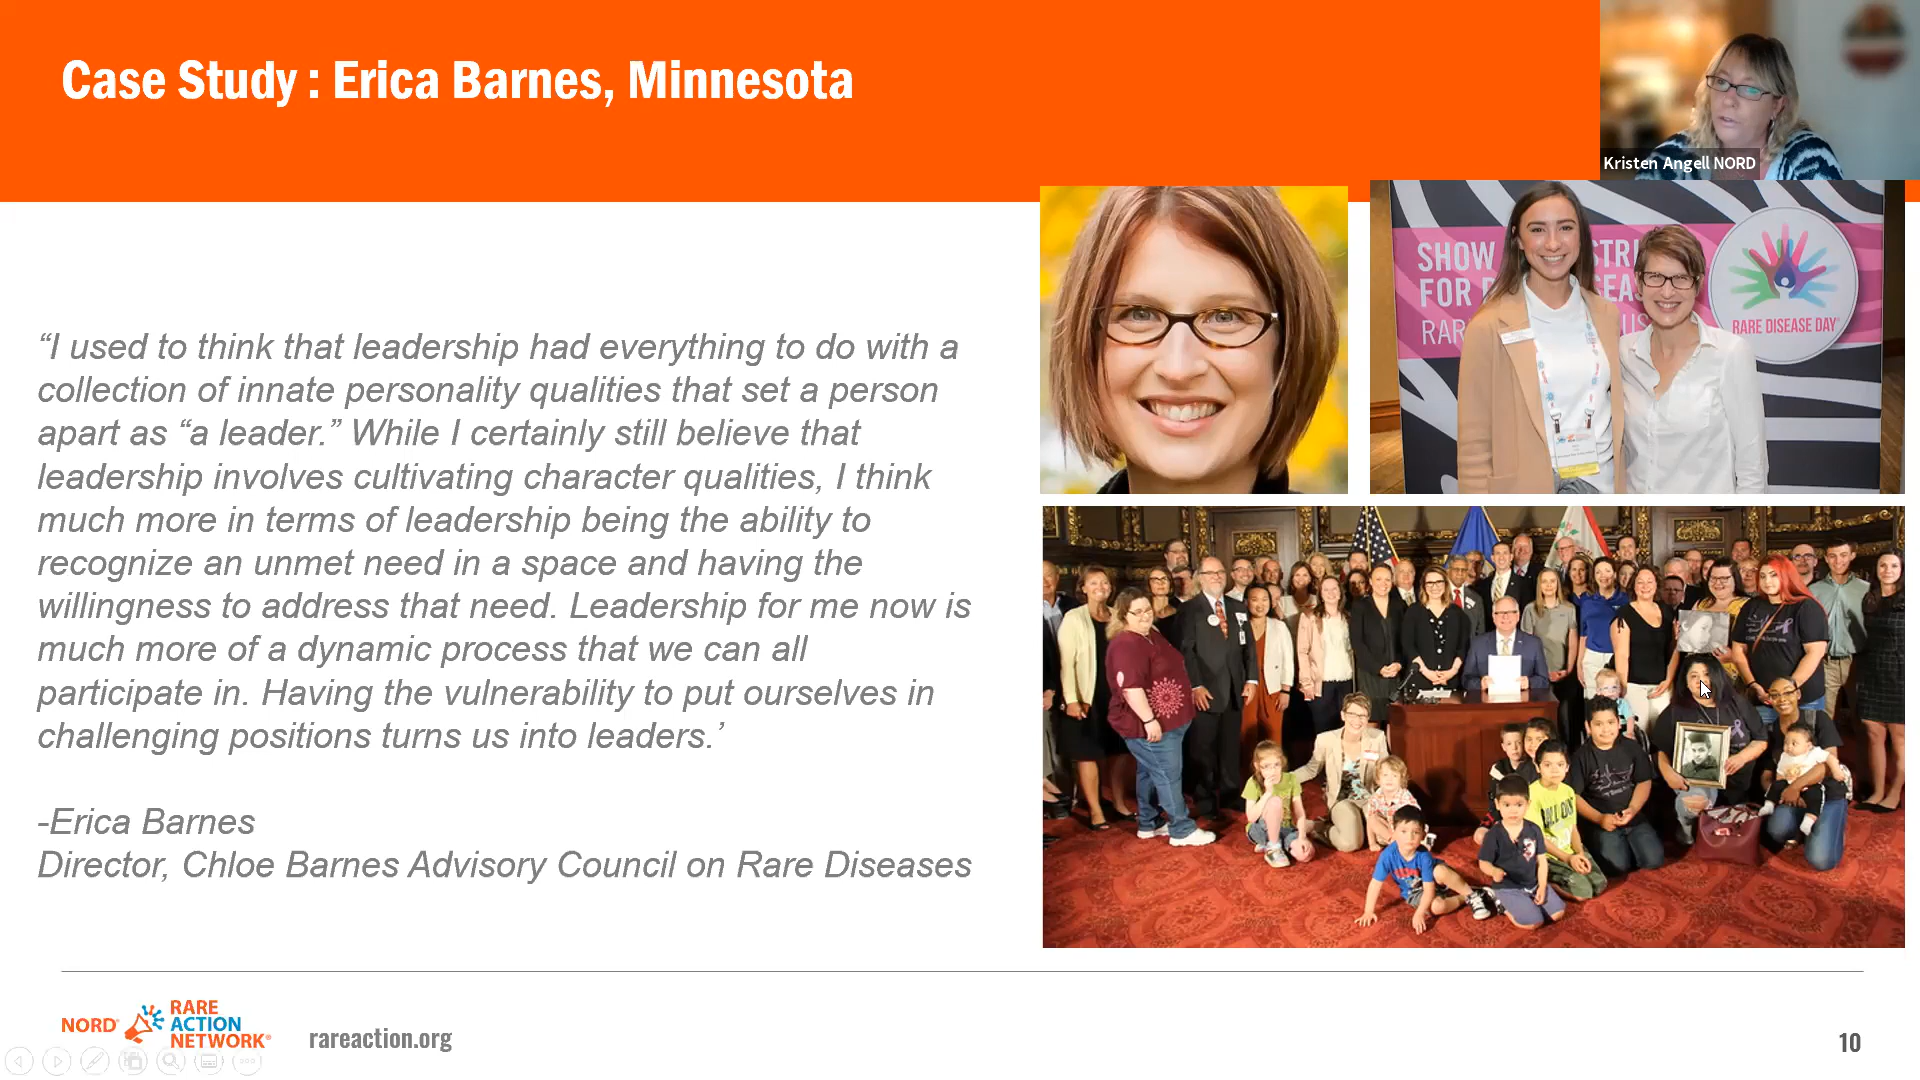 Case Study : Erica Barnes, Minnesota
Kristen Angell NORD
SHOW STRI
FOR
RAR
RARE DISEASE DAY
“I used to think that leadership had everything to do with a
collection of innate personality qualities that set a person
apart as “a leader.” While I certainly still believe that
leadership involves cultivating character qualities, I think
much more in terms of leadership being the ability to
recognize an unmet need in a space and having the
willingness to address that need. Leadership for me now is
much more of a dynamic process that we can all
participate in. Having the vulnerability to put ourselves in
challenging positions turns us into leaders.’
-Erica Barnes
Director, Chloe Barnes Advisory Council on Rare Diseases
NORD®
RARE
ACTION
NETWORK®
rareaction.org
10